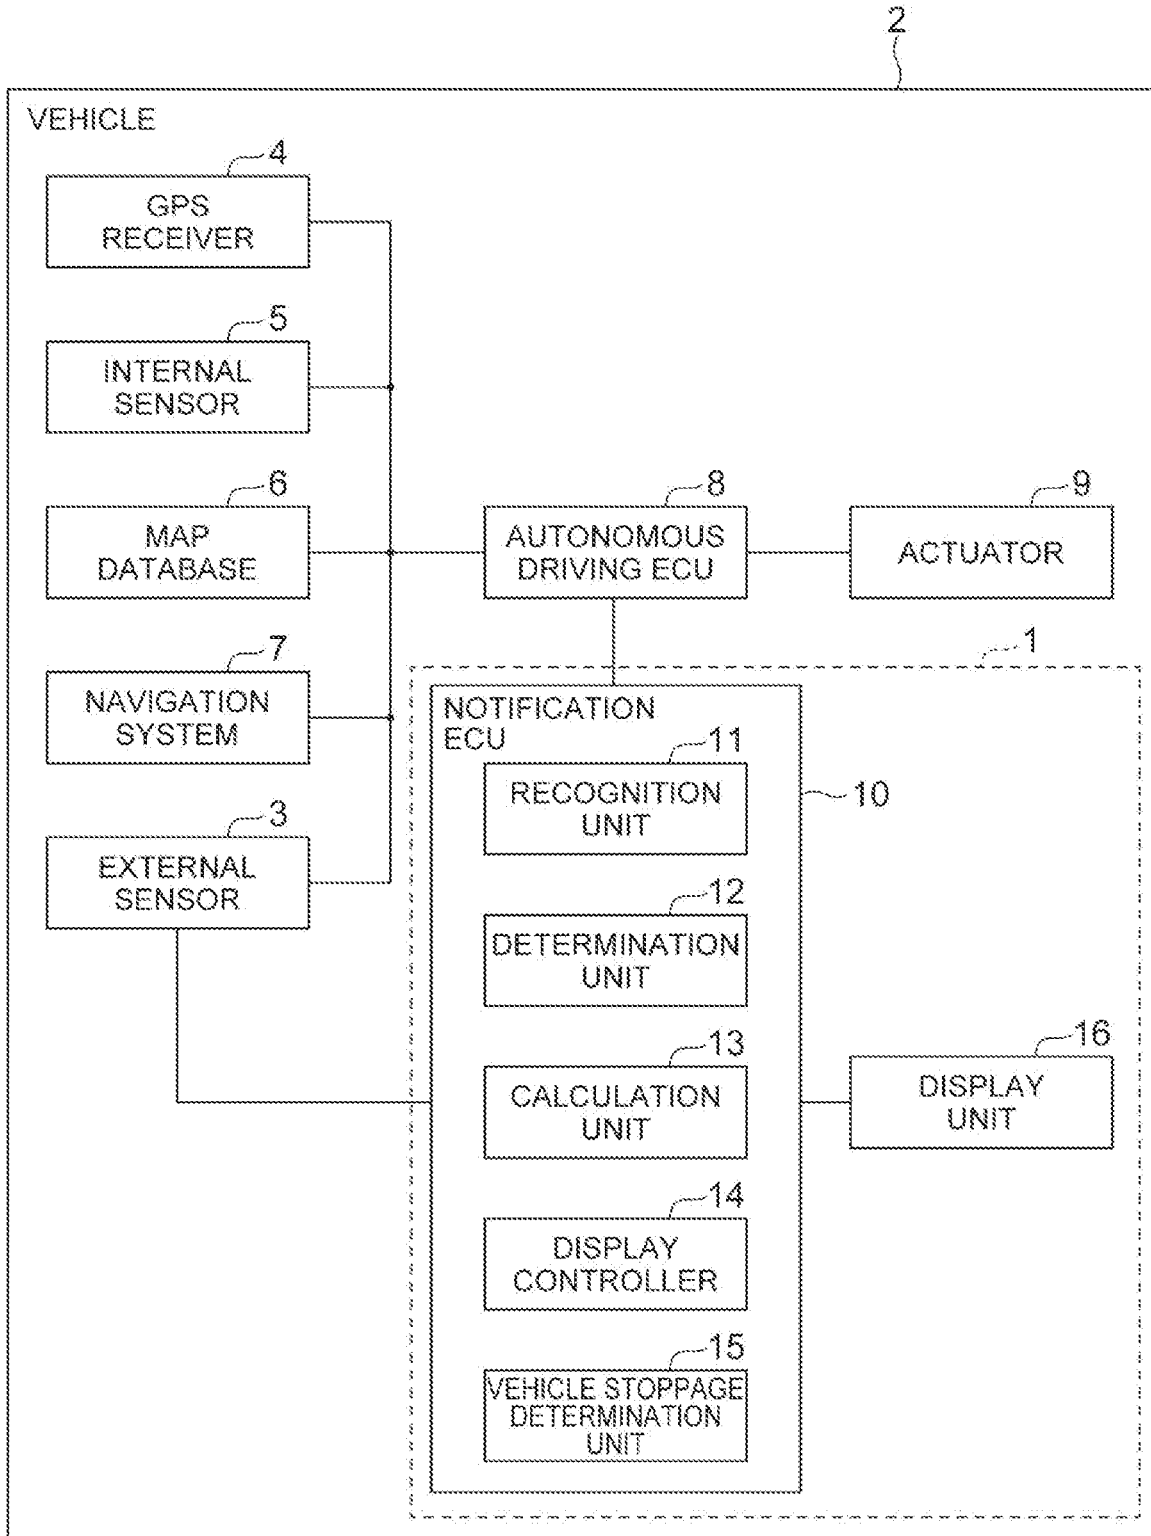 2
VEHICLE
4
GPS
RECEIVER
5
INTERNAL
SENSOR
6
MAP
DATABASE
8
AUTONOMOUS
DRIVING ECU
9
ACTUATOR
7
NAVIGATION
SYSTEM
1
NOTIFICATION
ECU
11
RECOGNITION
UNIT
10
3
EXTERNAL
SENSOR
12
DETERMINATION
UNIT
13
CALCULATION
UNIT
16
DISPLAY
UNIT
14
DISPLAY
CONTROLLER
15
VEHICLE STOPPAGE
DETERMINATION
UNIT